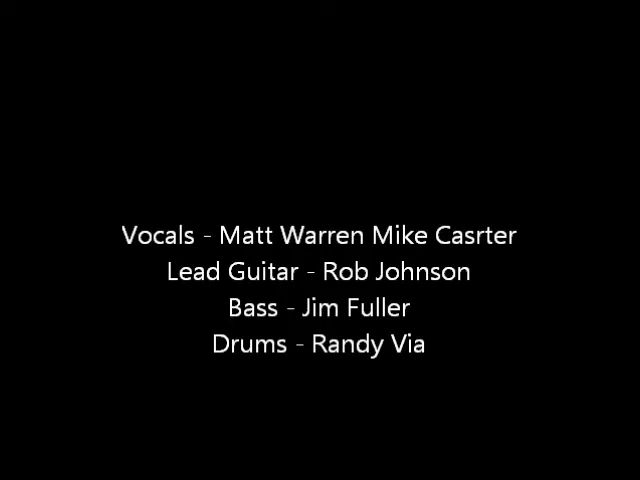 Vocals - Matt Warren Mike Casrter
Lead Guitar - Rob Johnson
Bass - Jim Fuller
Drums - Randy Via